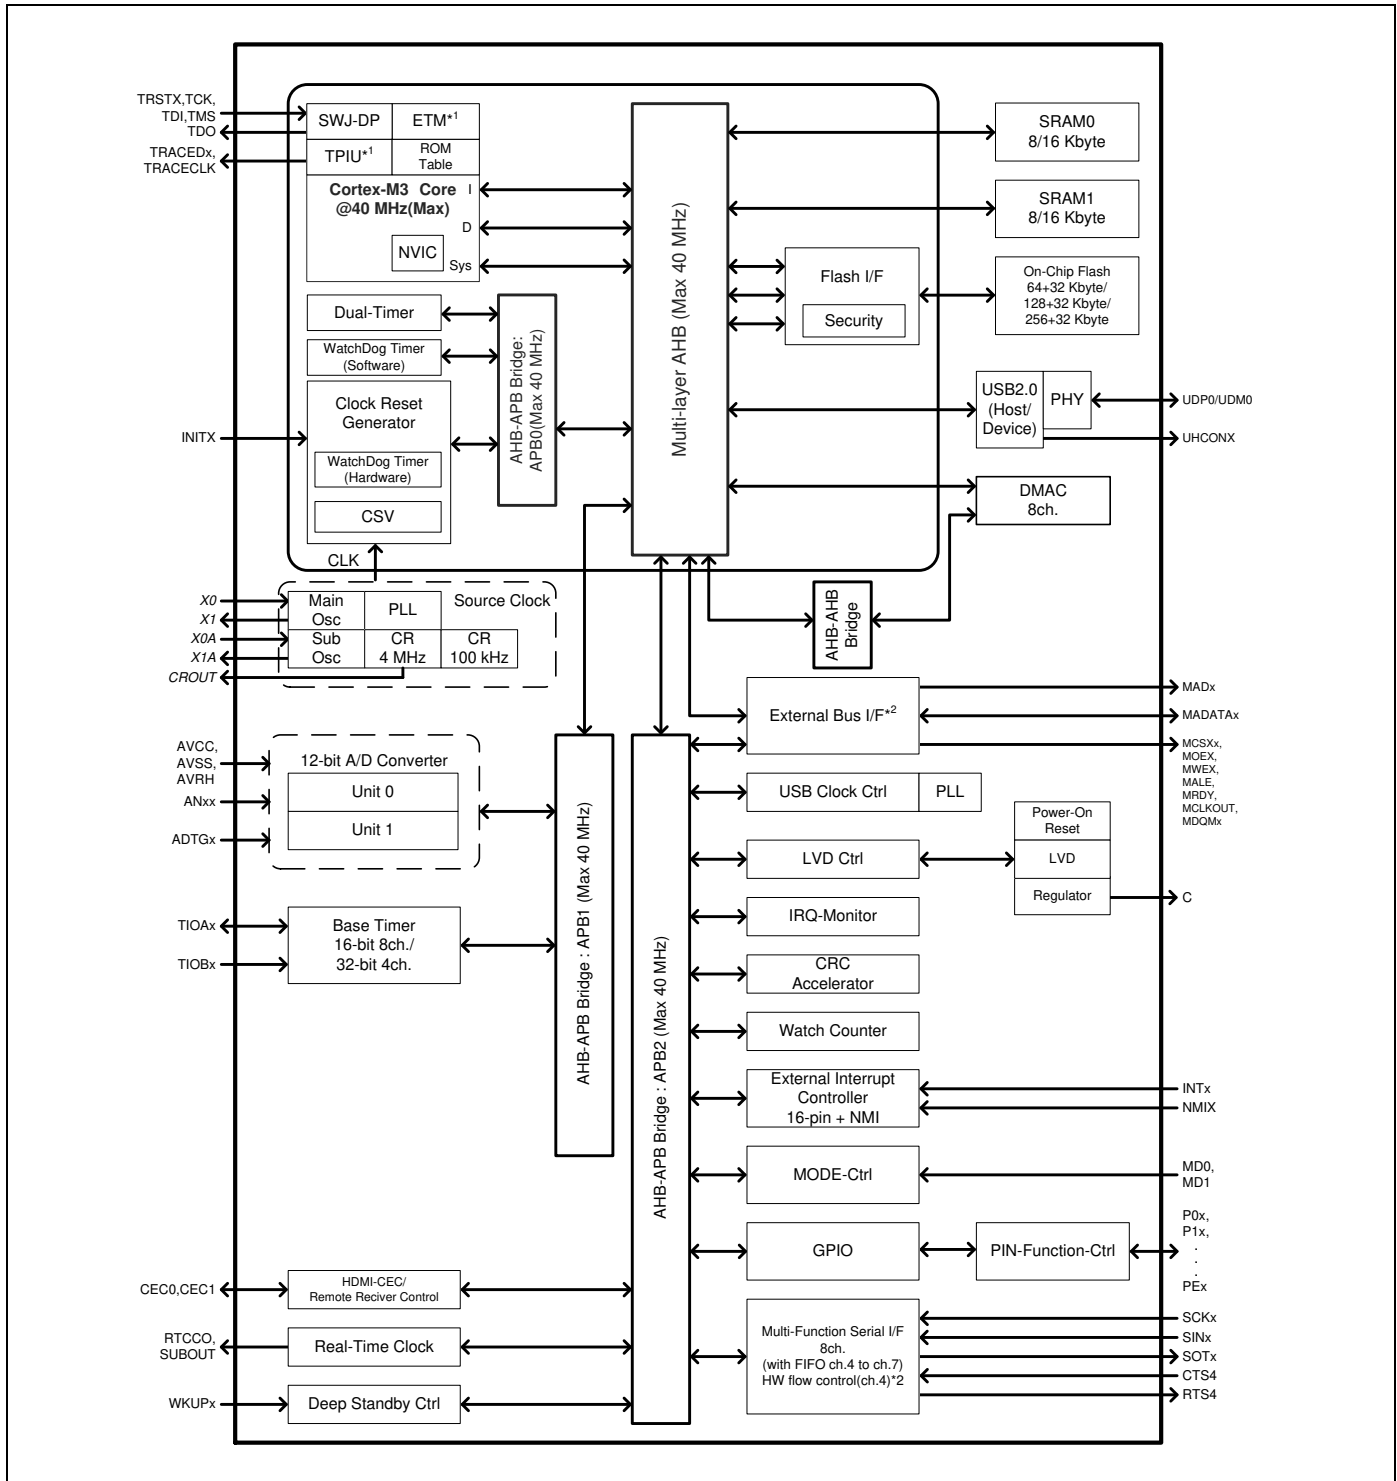 TRSTX,TCK,
TDI,TMS
TDO
TRACEDx,
TRACECLK
SWJ-DP
ETM*1
TPIU*1
ROM
Table
Cortex-M3 Core
@40 MHz(Max)
I
D
Sys
NVIC
Dual-Timer
WatchDog Timer
(Software)
Clock Reset
Generator
WatchDog Timer
(Hardware)
CSV
INITX
CLK
AHB-APB Bridge:
APB0(Max 40 MHz)
Multi-layer AHB (Max 40 MHz)
SRAM0
8/16 Kbyte
SRAM1
8/16 Kbyte
Flash I/F
Security
On-Chip Flash
64+32 Kbyte/
128+32 Kbyte/
256+32 Kbyte
USB2.0
(Host/
Device)
PHY
UDP0/UDM0
UHCONX
DMAC
8ch.
AHB-AHB
Bridge
X0
X1
X0A
X1A
CROUT
Main
Osc
PLL
Source Clock
Sub
Osc
CR
4 MHz
CR
100 kHz
AVCC,
AVSS,
AVRH
ANxx
ADTGx
12-bit A/D Converter
Unit 0
Unit 1
TIOAx
TIOBx
Base Timer
16-bit 8ch./
32-bit 4ch.
AHB-APB Bridge : APB1 (Max 40 MHz)
AHB-APB Bridge : APB2 (Max 40 MHz)
External Bus I/F*2
MADx
MADATAx
MCSXx,
MOEX,
MWEX,
MALE,
MRDY,
MCLKOUT,
MDQMx
USB Clock Ctrl
PLL
LVD Ctrl
Power-On
Reset
LVD
Regulator
C
IRQ-Monitor
CRC
Accelerator
Watch Counter
External Interrupt
Controller
16-pin + NMI
INTx
NMIX
MODE-Ctrl
MD0,
MD1
GPIO
PIN-Function-Ctrl
P0x,
P1x,
.
.
.
PEx
CEC0,CEC1
HDMI-CEC/
Remote Reciver Control
RTCCO,
SUBOUT
Real-Time Clock
WKUPx
Deep Standby Ctrl
Multi-Function Serial I/F
8ch.
(with FIFO ch.4 to ch.7)
HW flow control(ch.4)*2
SCKx
SINx
SOTx
CTS4
RTS4